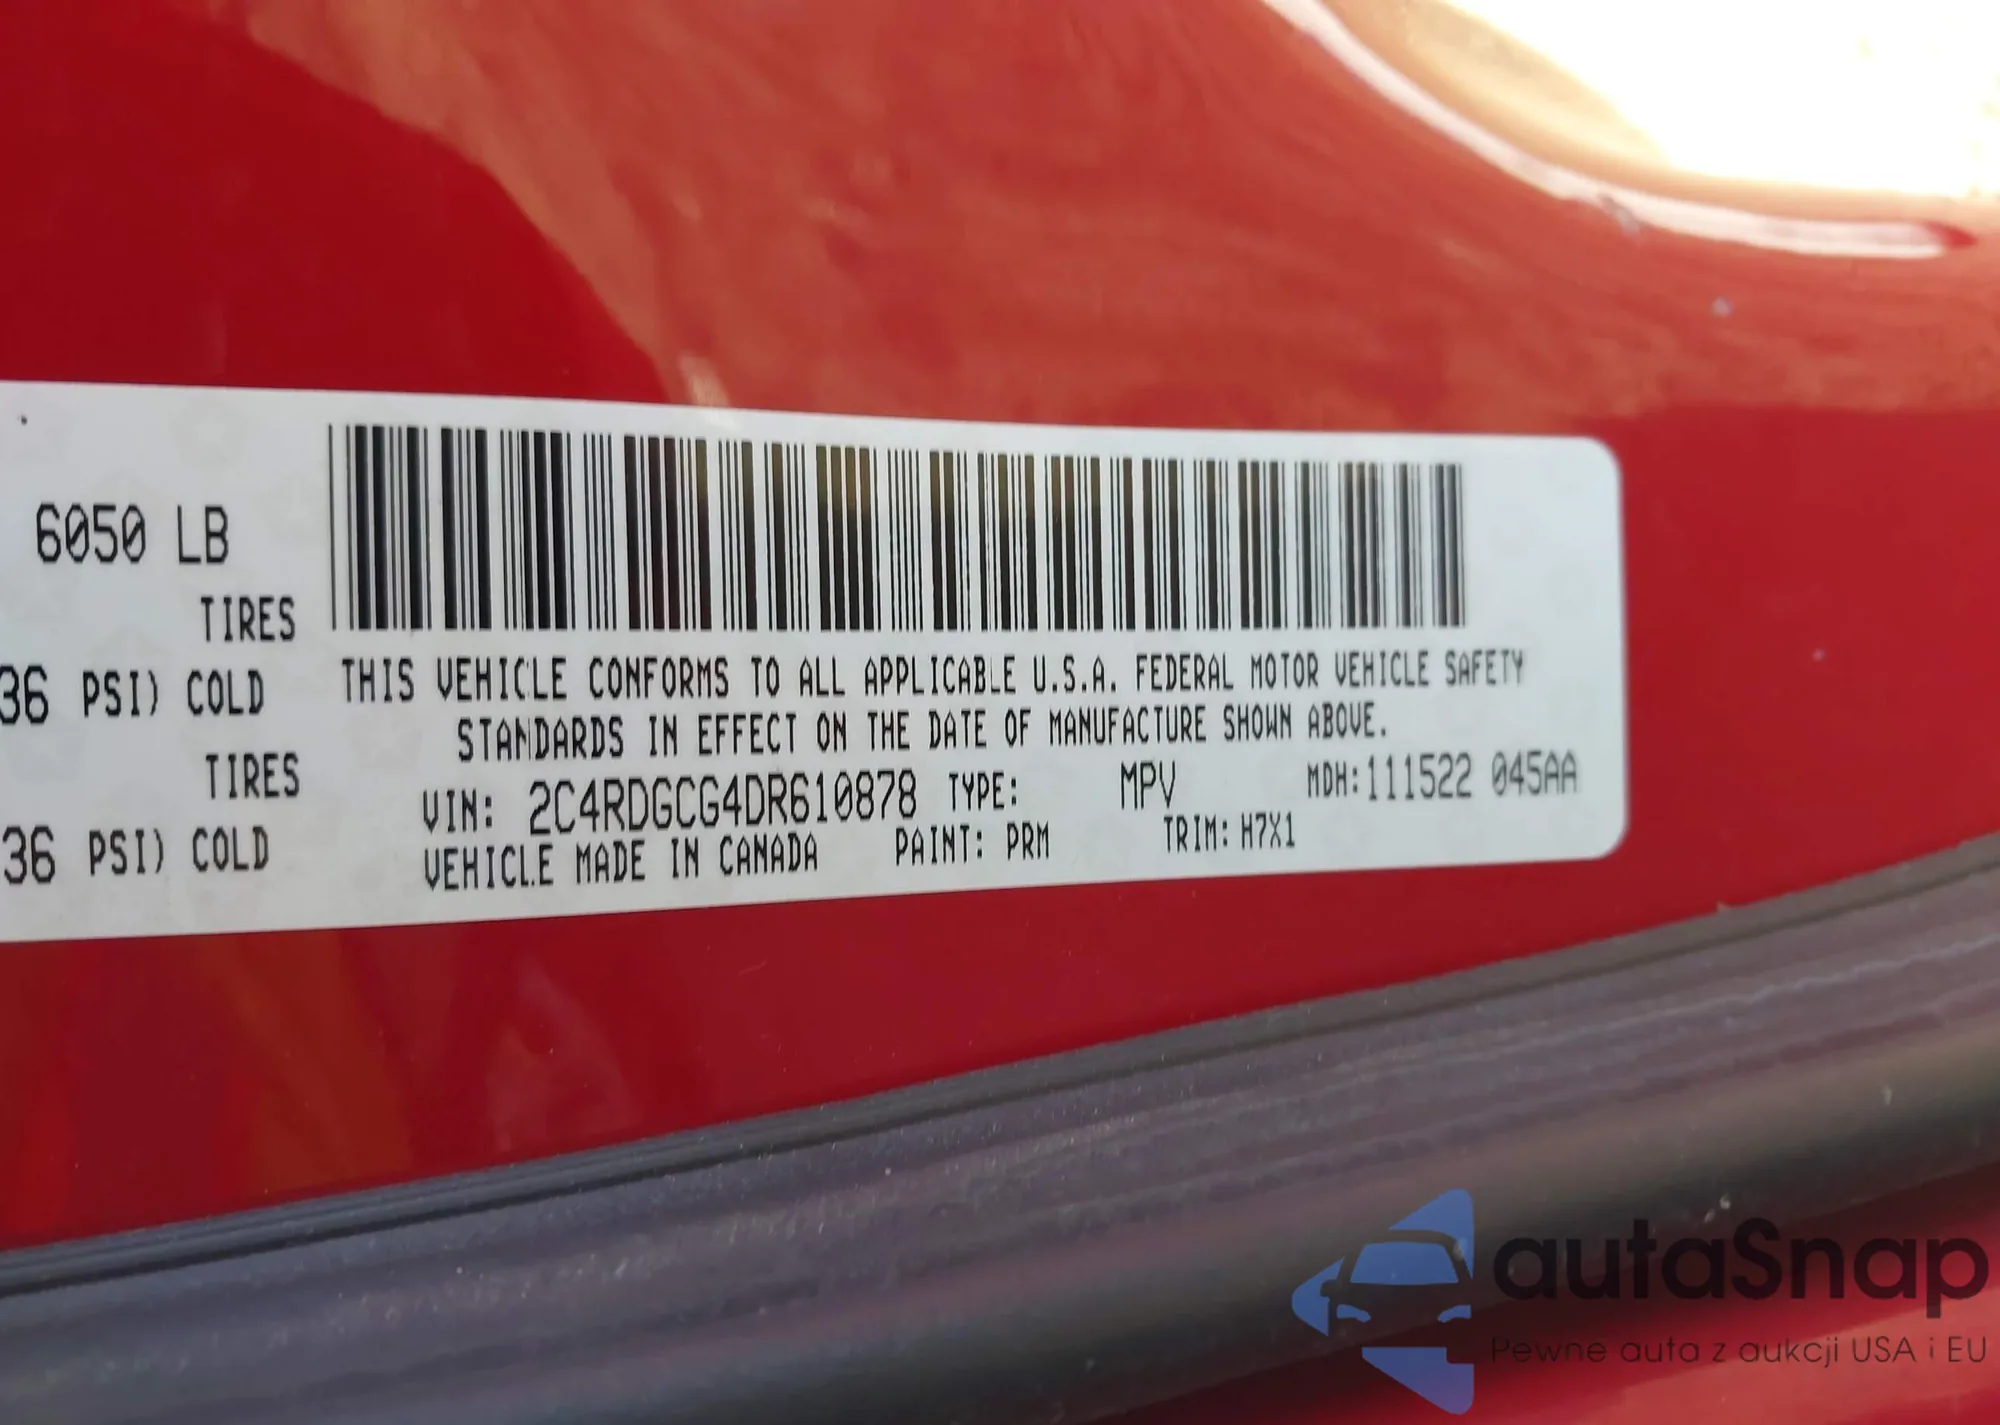 6050 LB
TIRES
36 PSI) COLD
TIRES
36 PSI) COLD
THIS VEHICLE CONFORMS TO ALL APPLICABLE U.S.A. FEDERAL MOTOR VEHICLE SAFETY
STANDARDS IN EFFECT ON THE DATE OF MANUFACTURE SHOWN ABOVE.
VIN: 2C4RDGCG4DR610878 TYPE: MPV MDH:111522 045AA
VEHICLE MADE IN CANADA PAINT: PRM TRIM: H7X1
autaSnap
Pewne auta z aukcji USA i EU